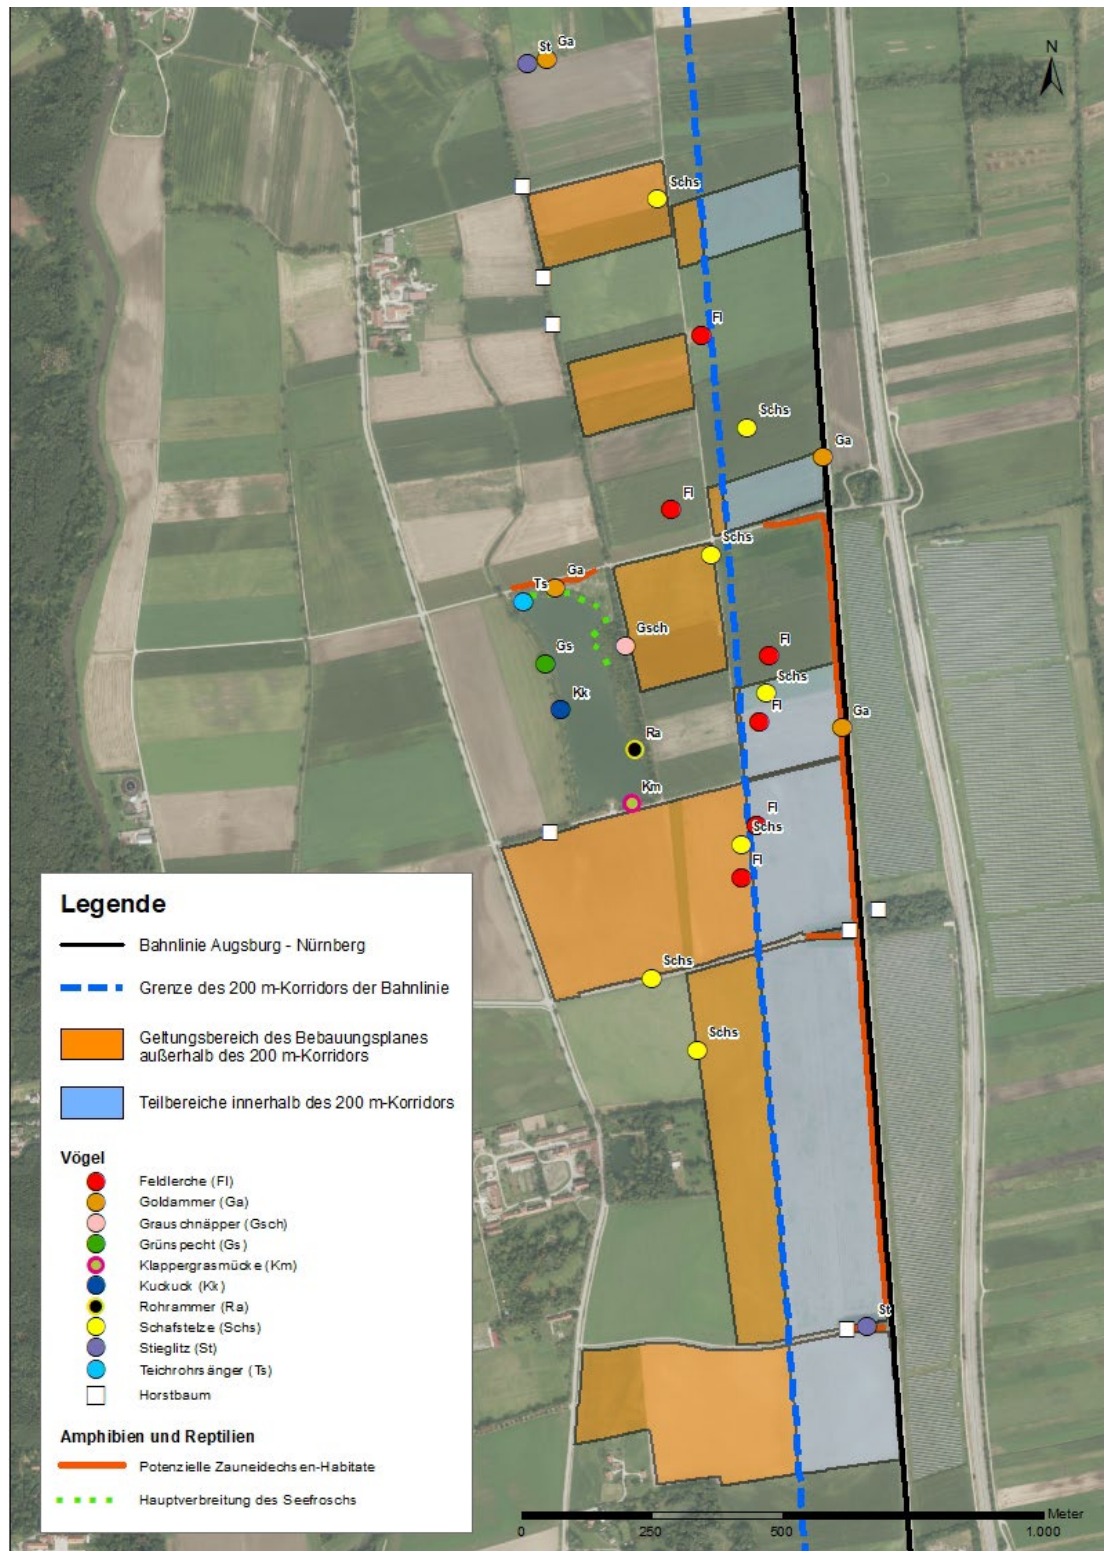 St
Ga
N
Schs
Fl
Schs
Ga
Fl
Schs
Ga
Ts
Gsch
Fl
Gs
Schs
Kk
Fl
Ga
Ra
Km
Fl
Schs
Fl
Schs
Schs
St
Legende
Bahnlinie Augsburg - Nürnberg
Grenze des 200 m-Korridors der Bahnlinie
Geltungsbereich des Bebauungsplanes
außerhalb des 200 m-Korridors
Teilbereiche innerhalb des 200 m-Korridors
Vögel
Feldlerche (Fl)
Goldammer (Ga)
Grauschnäpper (Gsch)
Grünspecht (Gs)
Klappergrasmücke (Km)
Kuckuck (Kk)
Rohrammer (Ra)
Schafstelze (Schs)
Stieglitz (St)
Teichrohrsänger (Ts)
Horstbaum
Amphibien und Reptilien
Potenzielle Zauneidechsen-Habitate
Hauptverbreitung des Seefroschs
Meter
0
250
500
1.000